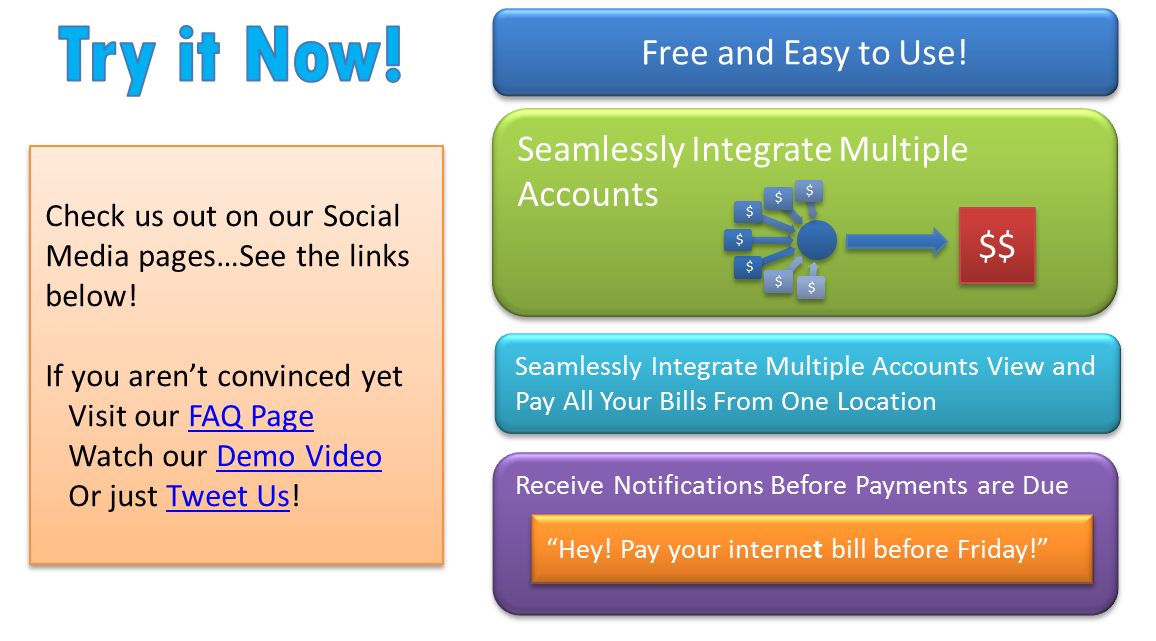 Try it Now!
Check us out on our Social
Media pages…See the links
below!
If you aren’t convinced yet
Visit our FAQ Page
Watch our Demo Video
Or just Tweet Us!
Free and Easy to Use!
Seamlessly Integrate Multiple
Accounts
$
$
$
$
$
$
$
$$
Seamlessly Integrate Multiple Accounts View and
Pay All Your Bills From One Location
Receive Notifications Before Payments are Due
“Hey! Pay your internet bill before Friday!”